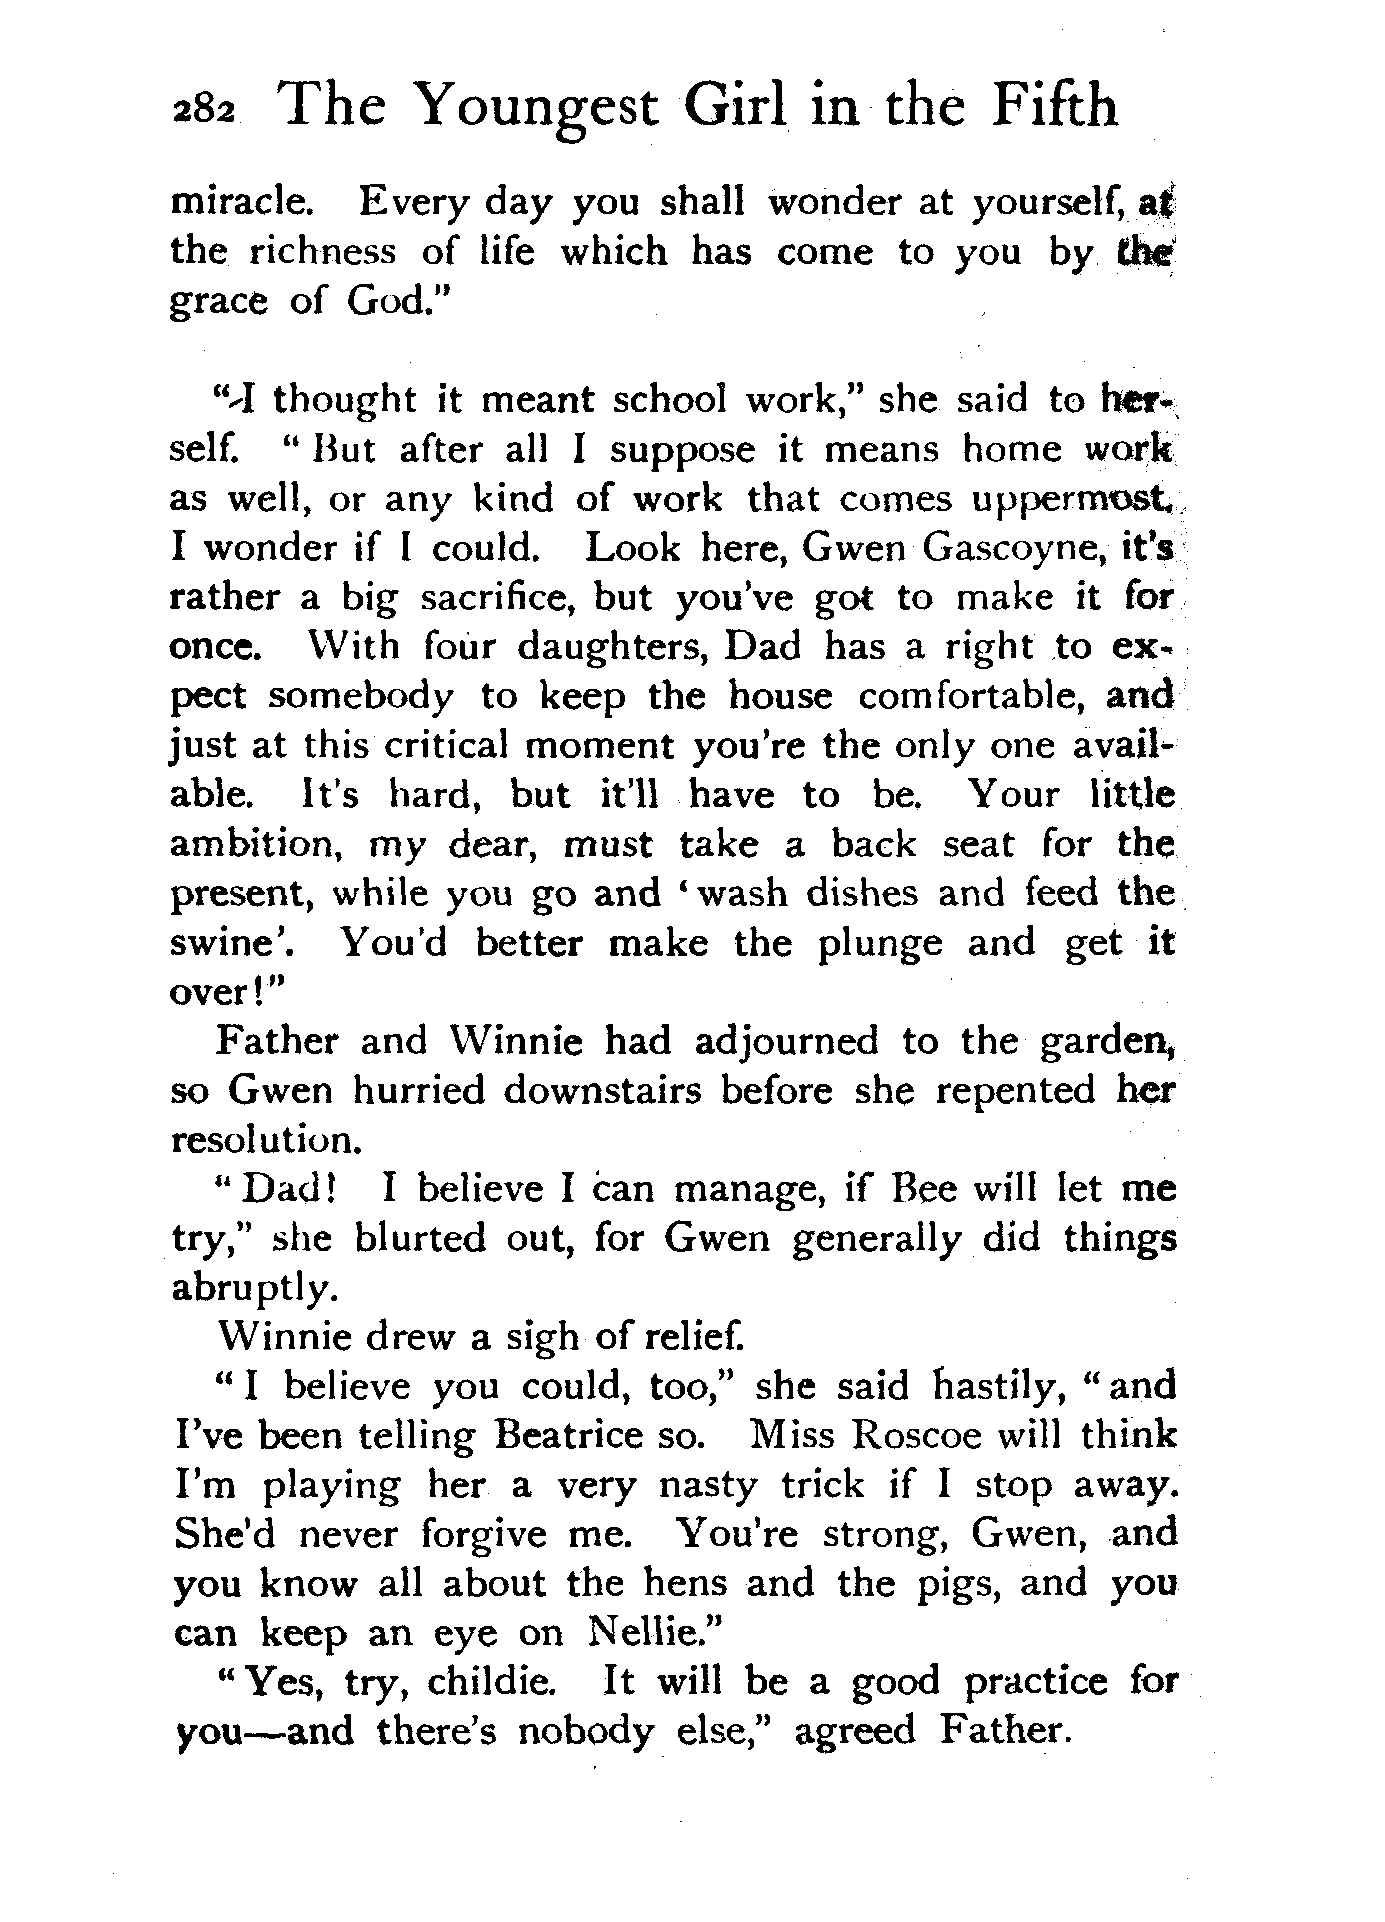 282 The Youngest Girl in the Fifth
miracle. Every day you shall wonder at yourself, at
the richness of life which has come to you by the
grace of God."
"I thought it meant school work," she said to her-
self. "But after all I suppose it means home work
as well, or any kind of work that comes uppermost.
I wonder if I could. Look here, Gwen Gascoyne, it's
rather a big sacrifice, but you've got to make it for
once. With four daughters, Dad has a right to ex-
pect somebody to keep the house comfortable, and
just at this critical moment you're the only one avail-
able. It's hard, but it'll have to be. Your little
ambition, my dear, must take a back seat for the
present, while you go and 'wash dishes and feed the
swine'. You'd better make the plunge and get it
over!"
Father and Winnie had adjourned to the garden,
so Gwen hurried downstairs before she repented her
resolution.
"Dad! I believe I can manage, if Bee will let me
try," she blurted out, for Gwen generally did things
abruptly.
Winnie drew a sigh of relief.
"I believe you could, too," she said hastily, "and
I've been telling Beatrice so. Miss Roscoe will think
I'm playing her a very nasty trick if I stop away.
She'd never forgive me. You're strong, Gwen, and
you know all about the hens and the pigs, and you
can keep an eye on Nellie."
"Yes, try, childie. It will be a good practice for
you—and there's nobody else," agreed Father.